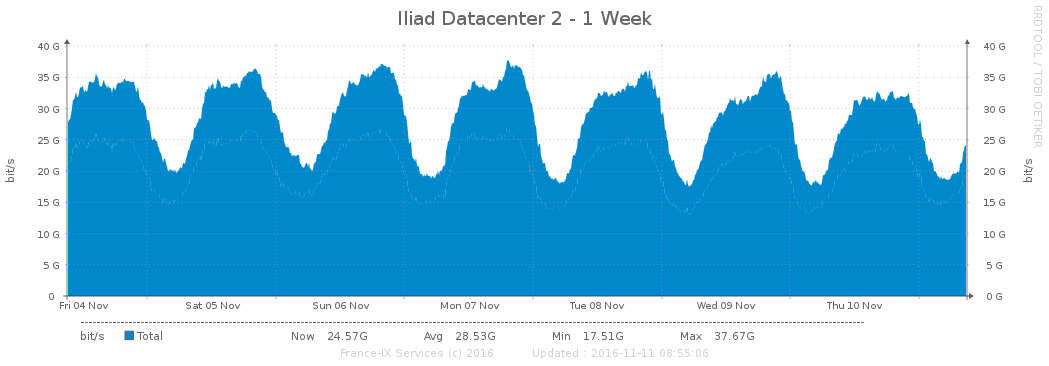 Iliad Datacenter 2 - 1 Week
RRDTOOL / TOBI OETIKER
40 G 40 G
35 G 35 G
30 G 30 G
25 G 25 G
20 G 20 G
15 G 15 G
10 G 10 G
5 G 5 G
0 0 G
bit/s
bit/s
Fri 04 Nov Sat 05 Nov Sun 06 Nov Mon 07 Nov Tue 08 Nov Wed 09 Nov Thu 10 Nov
bit/s Total Now 24.57G Avg 28.53G Min 17.51G Max 37.67G
France-IX Services (c) 2016 Updated : 2016-11-11 08:55:06